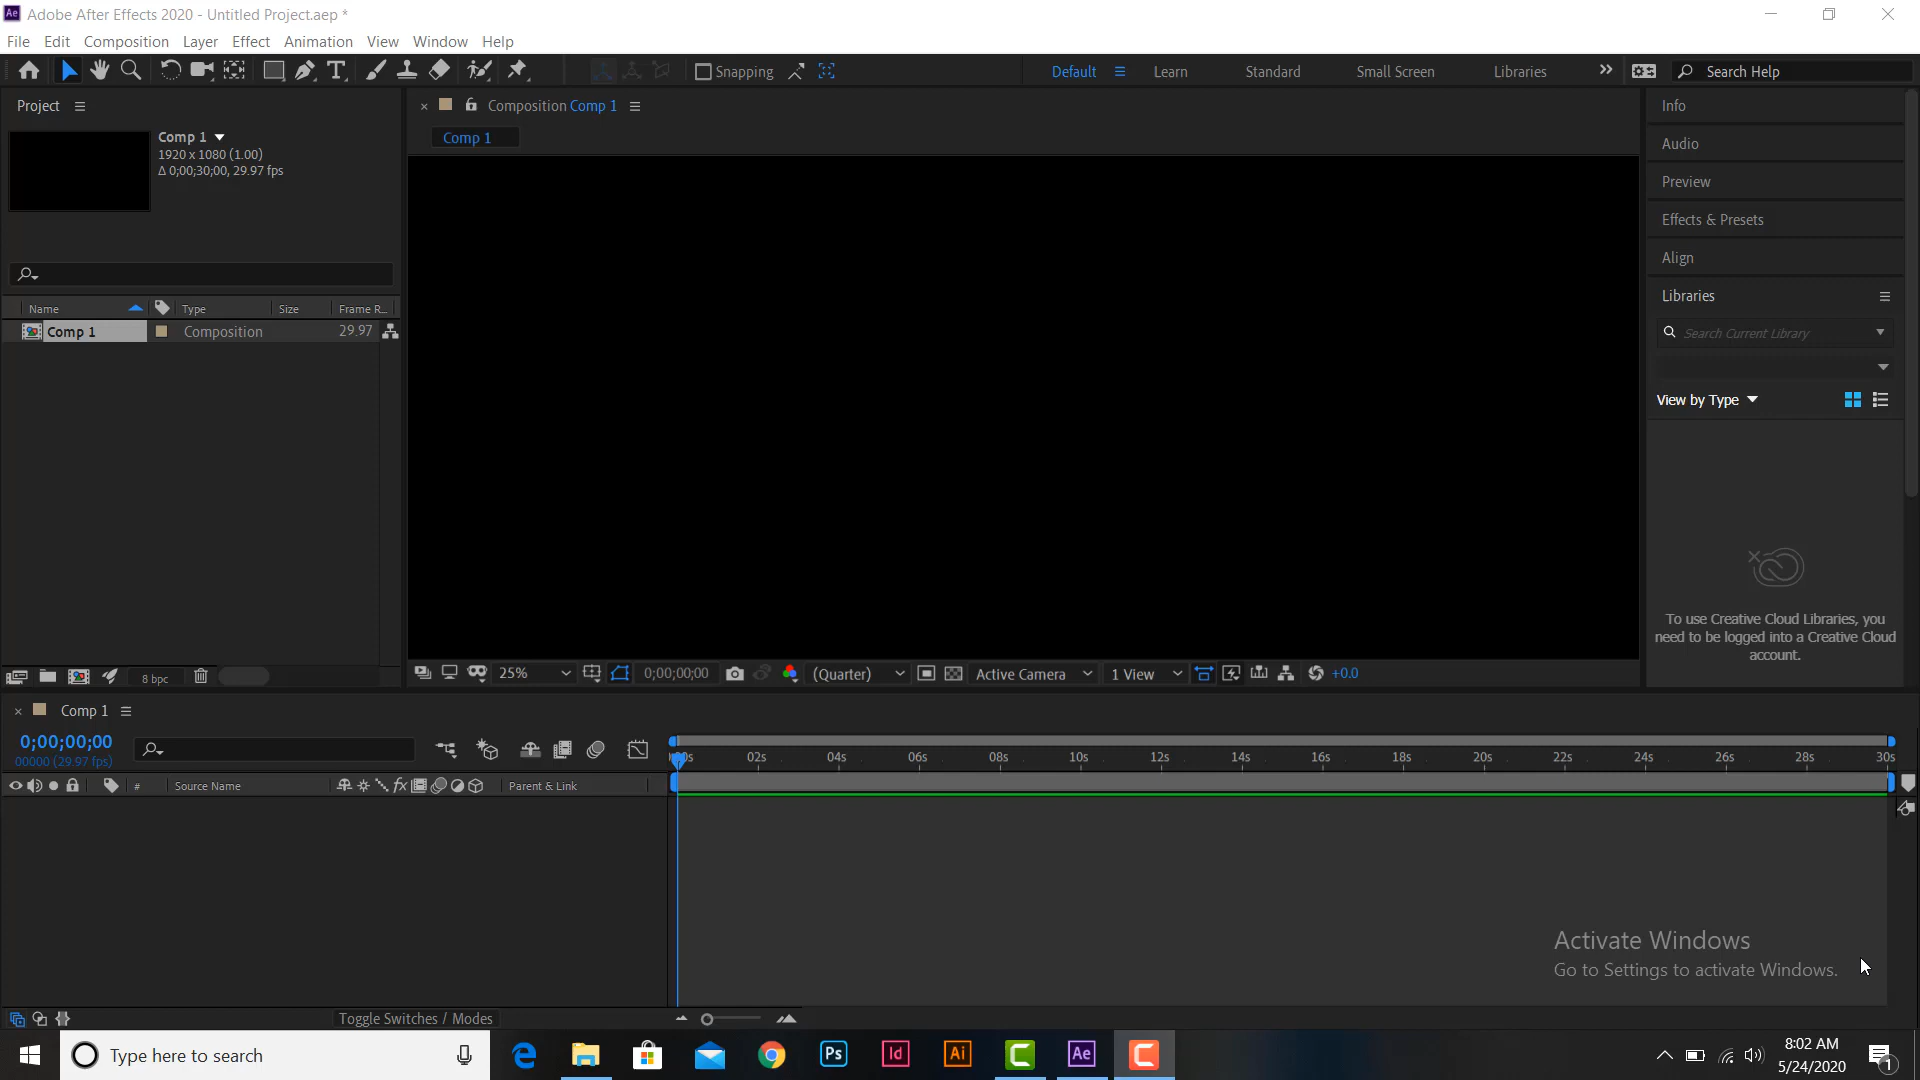 Adobe After Effects 2020 - Untitled Project.aep *
File Edit Composition Layer Effect Animation View Window Help
Snapping
Default Learn Standard Small Screen Libraries
Search Help
Project
Comp 1
1920 x 1080 (1.00)
Δ 0;00;30;00, 29.97 fps
Name Type Size Frame R...
Comp 1 Composition 29.97
8 bpc
Composition Comp 1
Comp 1
25% 0;00;00;00 (Quarter) Active Camera 1 View +0.0
Info
Audio
Preview
Effects & Presets
Align
Libraries
Search Current Library
View by Type
To use Creative Cloud Libraries, you
need to be logged into a Creative Cloud
account.
Comp 1
0;00;00;00
00000 (29.97 fps)
02s 04s 06s 08s 10s 12s 14s 16s 18s 20s 22s 24s 26s 28s 30s
# Source Name fx Parent & Link
Activate Windows
Go to Settings to activate Windows.
Toggle Switches / Modes
Type here to search
Ps Id Ai Ae
8:02 AM
5/24/2020
1